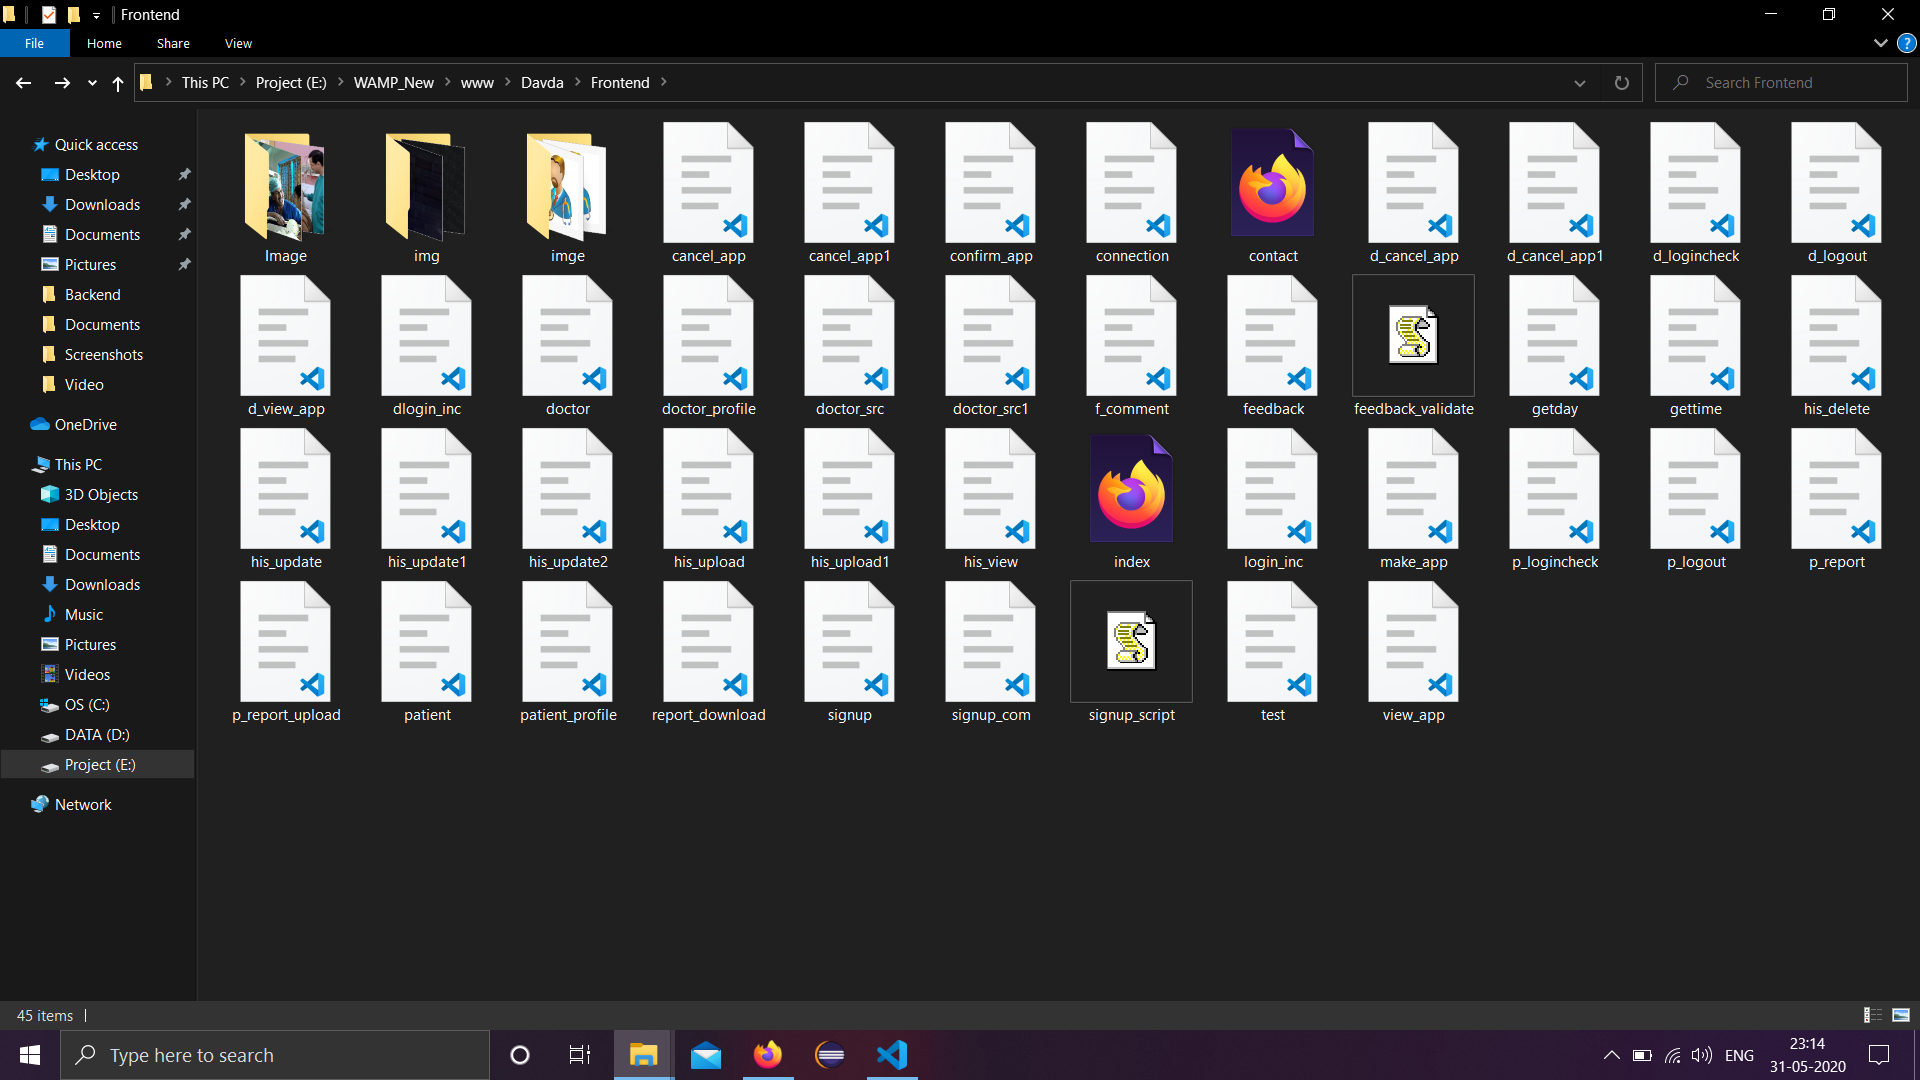 Frontend
File Home Share View
?
This PC Project (E:) WAMP_New www Davda Frontend
Search Frontend
Quick access
Desktop
Downloads
Documents
Pictures
Backend
Documents
Screenshots
Video
OneDrive
This PC
3D Objects
Desktop
Documents
Downloads
Music
Pictures
Videos
OS (C:)
DATA (D:)
Project (E:)
Network
Image img imge cancel_app cancel_app1 confirm_app connection contact d_cancel_app d_cancel_app1 d_logincheck d_logout
d_view_app dlogin_inc doctor doctor_profile doctor_src doctor_src1 f_comment feedback feedback_validate getday gettime his_delete
his_update his_update1 his_update2 his_upload his_upload1 his_view index login_inc make_app p_logincheck p_logout p_report
p_report_upload patient patient_profile report_download signup signup_com signup_script test view_app
45 items
Type here to search
ENG
23:14
31-05-2020